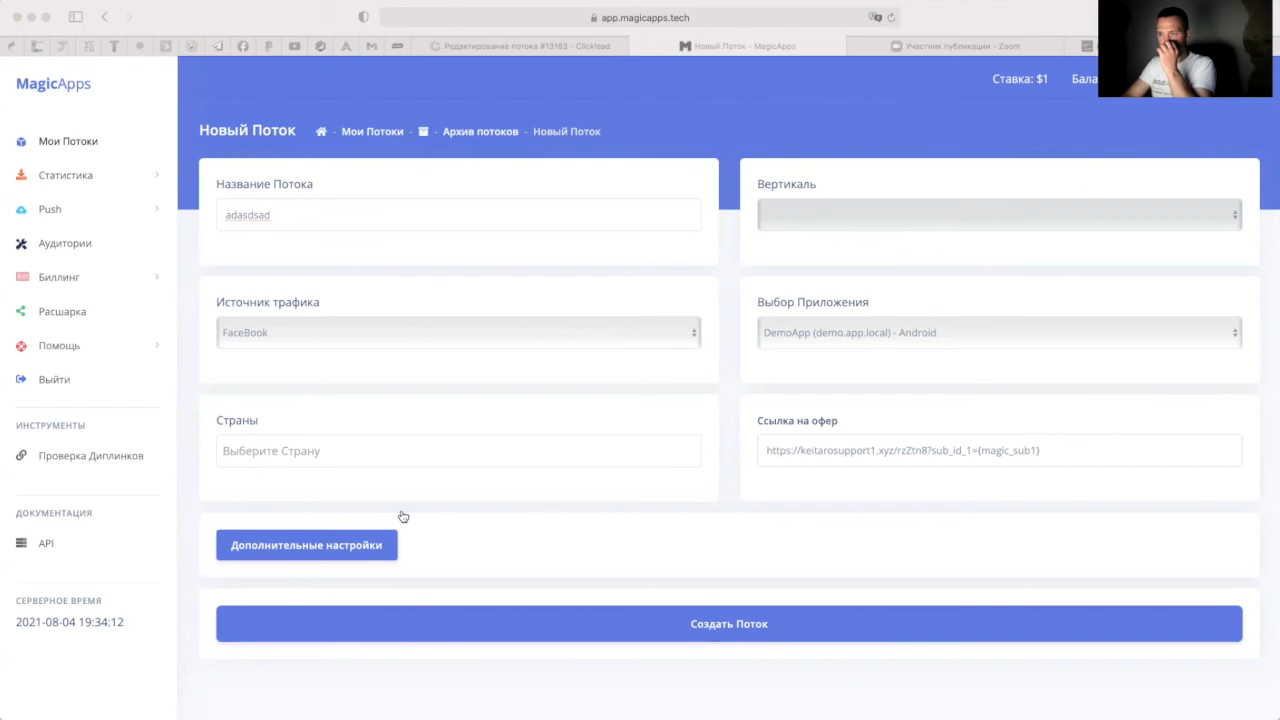 app.magicapps.tech
Редактирование потока #13163 - Clicklead
Новый Поток - MagicApps
Участник публикации - Zoom
MagicApps
Ставка: $1
Мои Потоки
Статистика
Push
Аудитории
Биллинг
Расшарка
Помощь
Выйти
ИНСТРУМЕНТЫ
Проверка Диплинков
ДОКУМЕНТАЦИЯ
API
СЕРВЕРНОЕ ВРЕМЯ
2021-08-04 19:34:12
Новый Поток - Мои Потоки - Архив потоков - Новый Поток
Название Потока
adasdsad
Вертикаль
Источник трафика
FaceBook
Выбор Приложения
DemoApp (demo.app.local) - Android
Страны
Выберите Страну
Ссылка на офер
https://keitarosupport1.xyz/rzZtn8?sub_id_1={magic_sub1}
Дополнительные настройки
Создать Поток